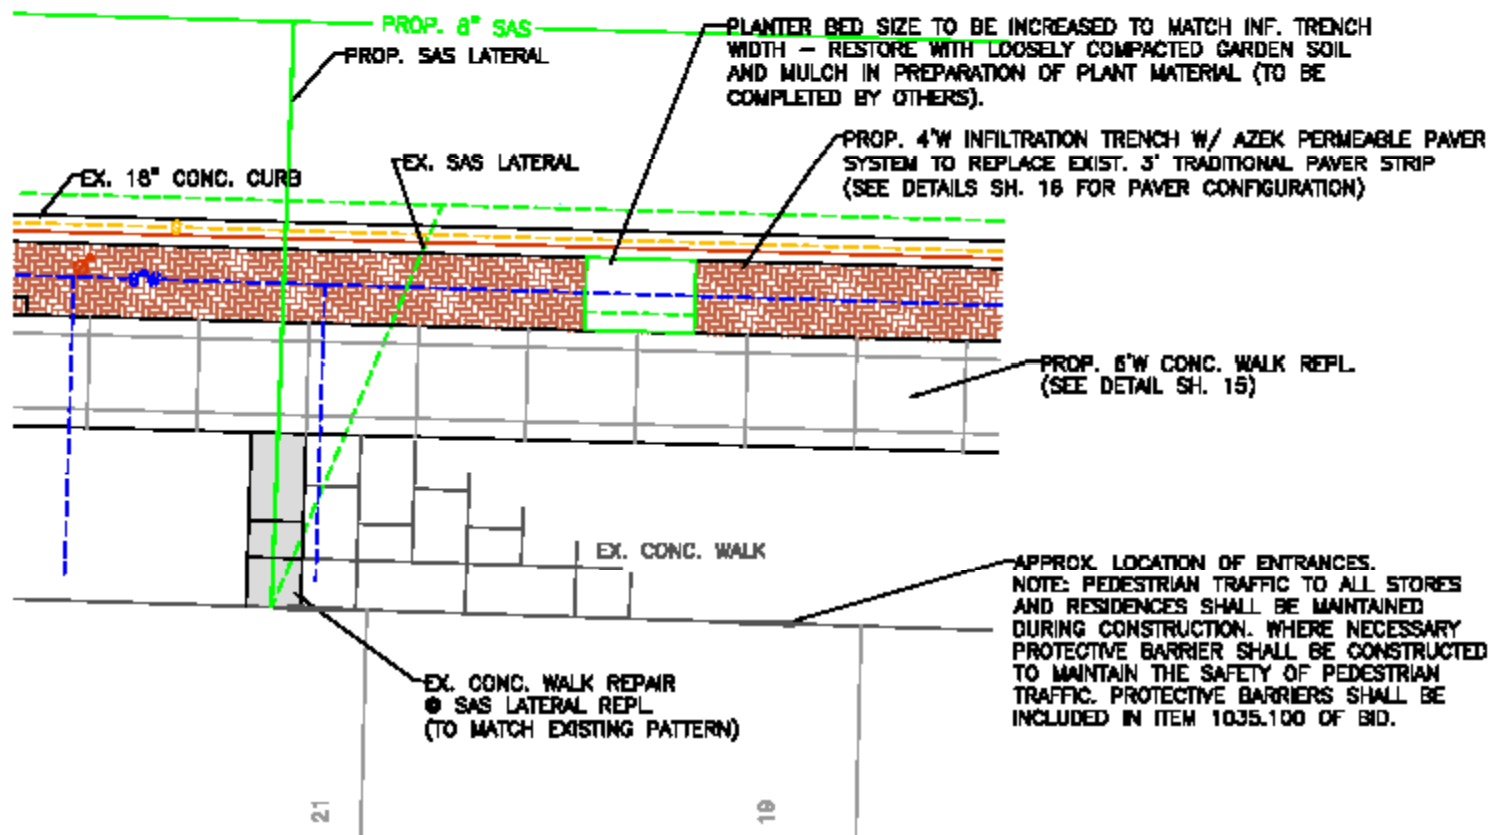 PROP. 8" SAS
PROP. SAS LATERAL
PLANTER BED SIZE TO BE INCREASED TO MATCH INF. TRENCH
WIDTH – RESTORE WITH LOOSELY COMPACTED GARDEN SOIL
AND MULCH IN PREPARATION OF PLANT MATERIAL (TO BE
COMPLETED BY OTHERS).
PROP. 4'W INFILTRATION TRENCH W/ AZEK PERMEABLE PAVER
SYSTEM TO REPLACE EXIST. 3' TRADITIONAL PAVER STRIP
(SEE DETAILS SH. 16 FOR PAVER CONFIGURATION)
EX. SAS LATERAL
EX. 18" CONC. CURB
G
8"W
PROP. 6'W CONC. WALK REPL.
(SEE DETAIL SH. 15)
EX. CONC. WALK
APPROX. LOCATION OF ENTRANCES.
NOTE: PEDESTRIAN TRAFFIC TO ALL STORES
AND RESIDENCES SHALL BE MAINTAINED
DURING CONSTRUCTION. WHERE NECESSARY
PROTECTIVE BARRIER SHALL BE CONSTRUCTED
TO MAINTAIN THE SAFETY OF PEDESTRIAN
TRAFFIC. PROTECTIVE BARRIERS SHALL BE
INCLUDED IN ITEM 1035.100 OF BID.
EX. CONC. WALK REPAIR
@ SAS LATERAL REPL
(TO MATCH EXISTING PATTERN)
21
19